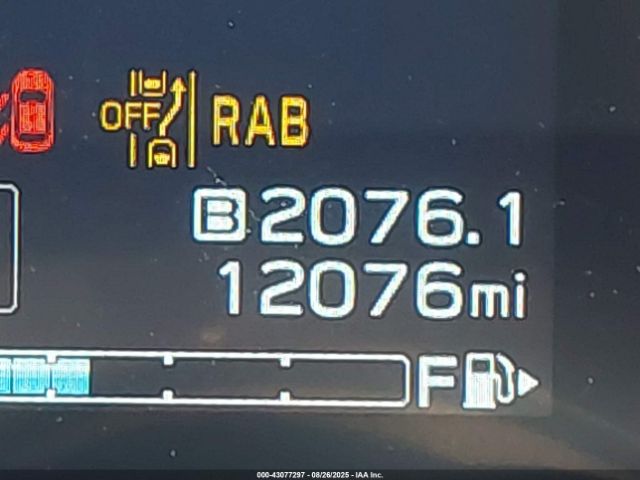 OFF RAB
B 2076.1
12076mi
F
000-43077297 - 08/26/2025 - IAA Inc.